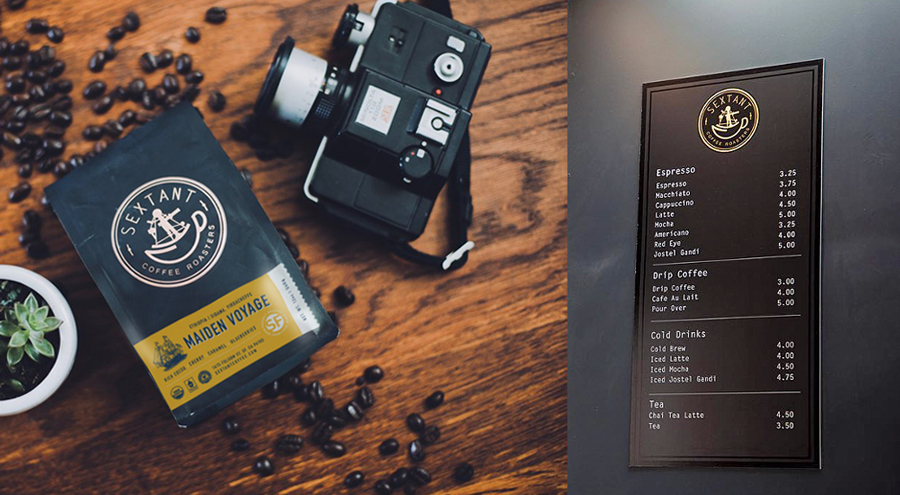 SEXTANT
COFFEE ROASTERS
MAIDEN VOYAGE
SF
CHERRY CARAMEL BLUEBERRIES
SEXTANT
COFFEE ROASTERS
Espresso
Espresso 3.25
Macchiato 3.75
Cappuccino 4.00
Latte 4.50
Mocha 5.00
Americano 3.25
Red Eye 4.00
Jostel Gandi 5.00
Drip Coffee
Drip Coffee 3.00
Cafe Au Lait 4.00
Pour Over 5.00
Cold Drinks
Cold Brew 4.00
Iced Latte 4.00
Iced Mocha 4.50
Iced Jostel Gandi 4.75
Tea
Chai Tea Latte 4.50
Tea 3.50